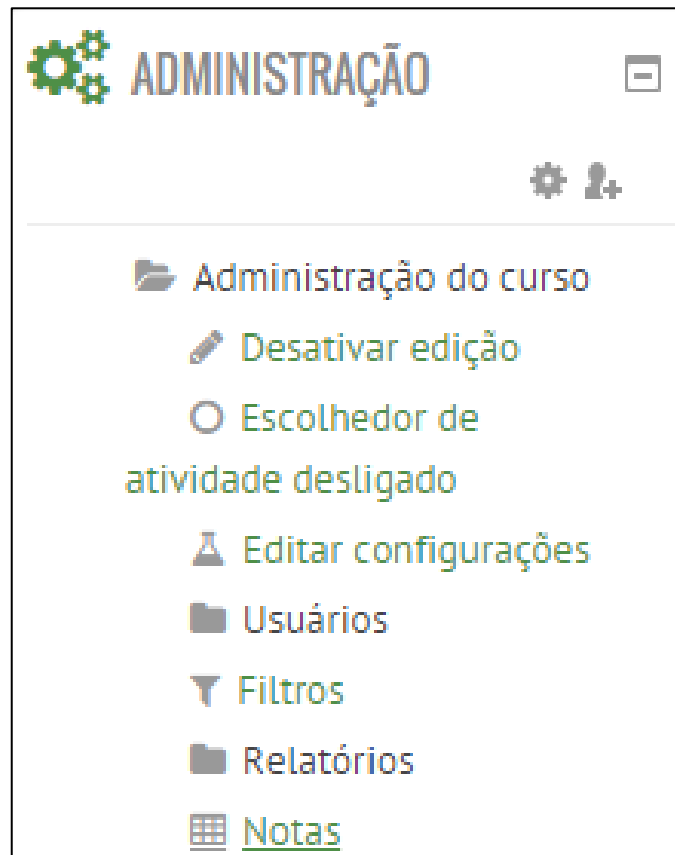 ADMINISTRAÇÃO
Administração do curso
Desativar edição
Escolhedor de
atividade desligado
Editar configurações
Usuários
Filtros
Relatórios
Notas